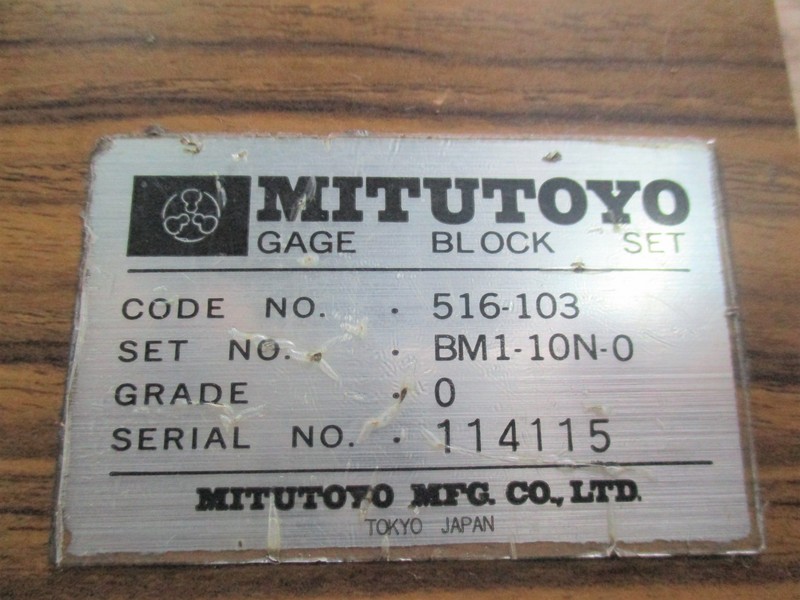 MITUTOYO
GAGE BLOCK SET
CODE NO. · 516-103
SET NO. · BM1-10N-0
GRADE · 0
SERIAL NO. · 114115
MITUTOYO MFG. CO., LTD.
TOKYO JAPAN